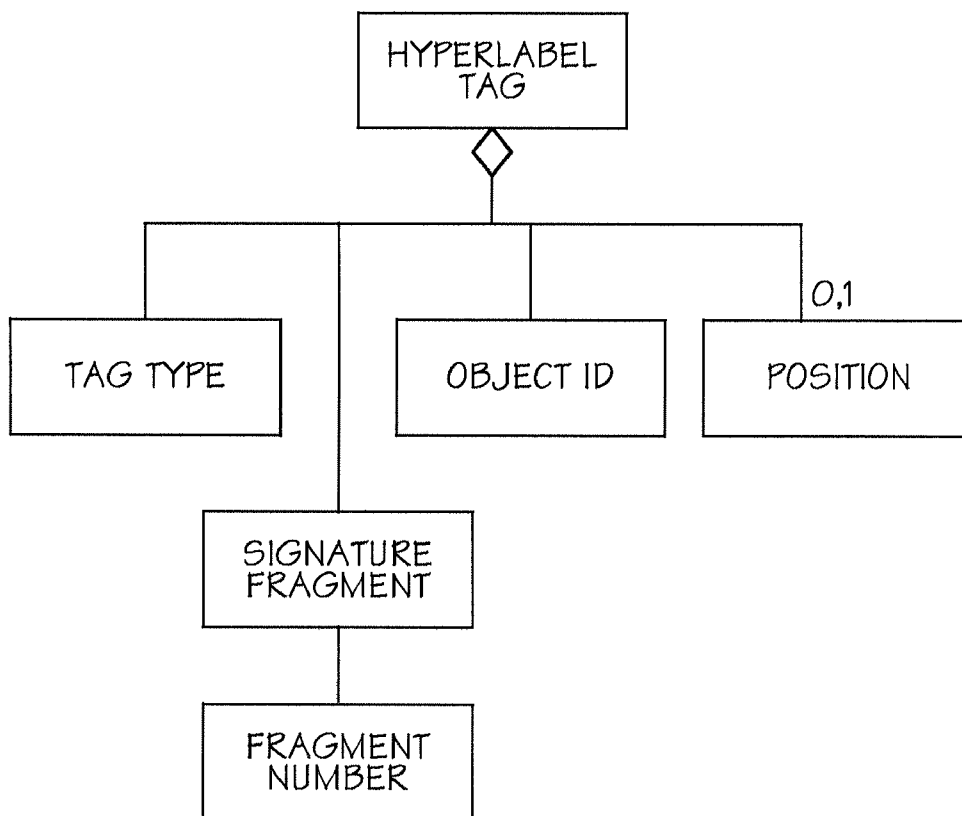 HYPERLABEL
TAG
0,1
TAG TYPE
OBJECT ID
POSITION
SIGNATURE
FRAGMENT
FRAGMENT
NUMBER